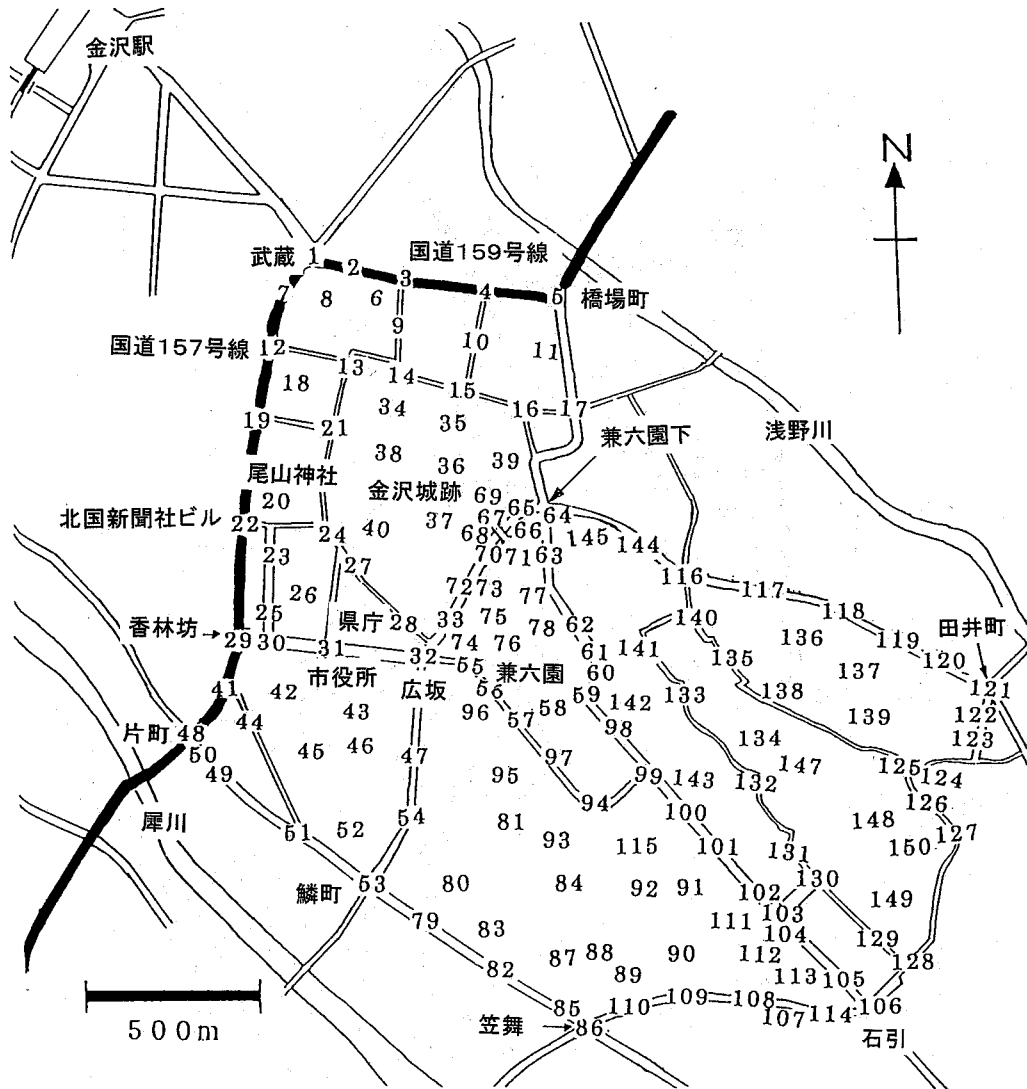 金沢駅
N
武蔵 1 2 国道159号線
3
7 8 6 4 5 橋場町
9
国道157号線 12 10 11
13
18 14 15
34 16 17
19 21 35
兼六園下
浅野川
38 36 39
尾山神社
20 金沢城跡 69 65
北国新聞社ビル 22 37 67 66 64
24 40 68 145
23 27 70 71 63 144
26 72 73 77 116 117
香林坊 25 県庁 28 33 75 78 62 140 118
29 30 31 32 74 76 61 141 136 119 田井町
市役所 55 兼六園 60 135 120
41 42 広坂 56 59 133 137 121
44 43 96 57 58 142 138 139 122
片町 48 98 134 123
50 45 46 47 97 147 125 124
49 95 99 143 132 126
94 100 148
犀川 51 52 54 81 127
93 115 101 131 150
鱗町 53 80 84 92 91 102 130
79 111 103 149
83 104 129
82 87 88 90 112 128
89 113 105
500m 笠舞 85 110 109 108 114 106
86 107
石引